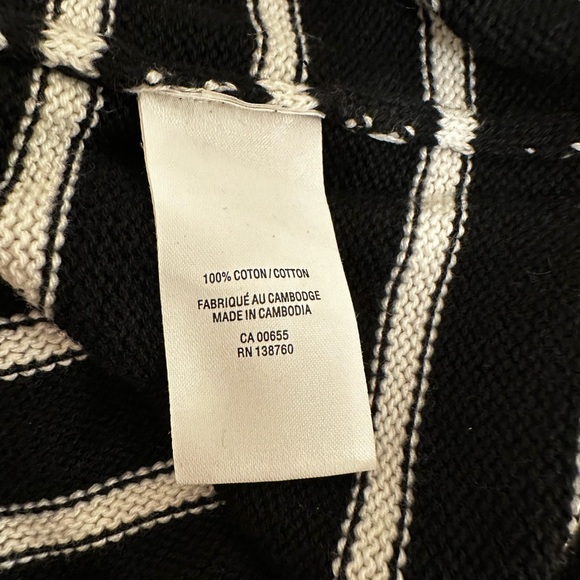 100% COTON / COTTON
FABRIQUÉ AU CAMBODGE
MADE IN CAMBODIA
CA 00655
RN 138760